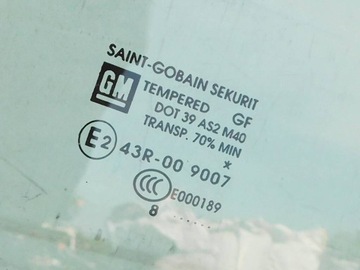 SAINT-GOBAIN SEKURIT
GM TEMPERED GF
DOT 39 AS2 M40
TRANSP. 70% MIN
E2 43R-00 9007 *
CCC E000189
8